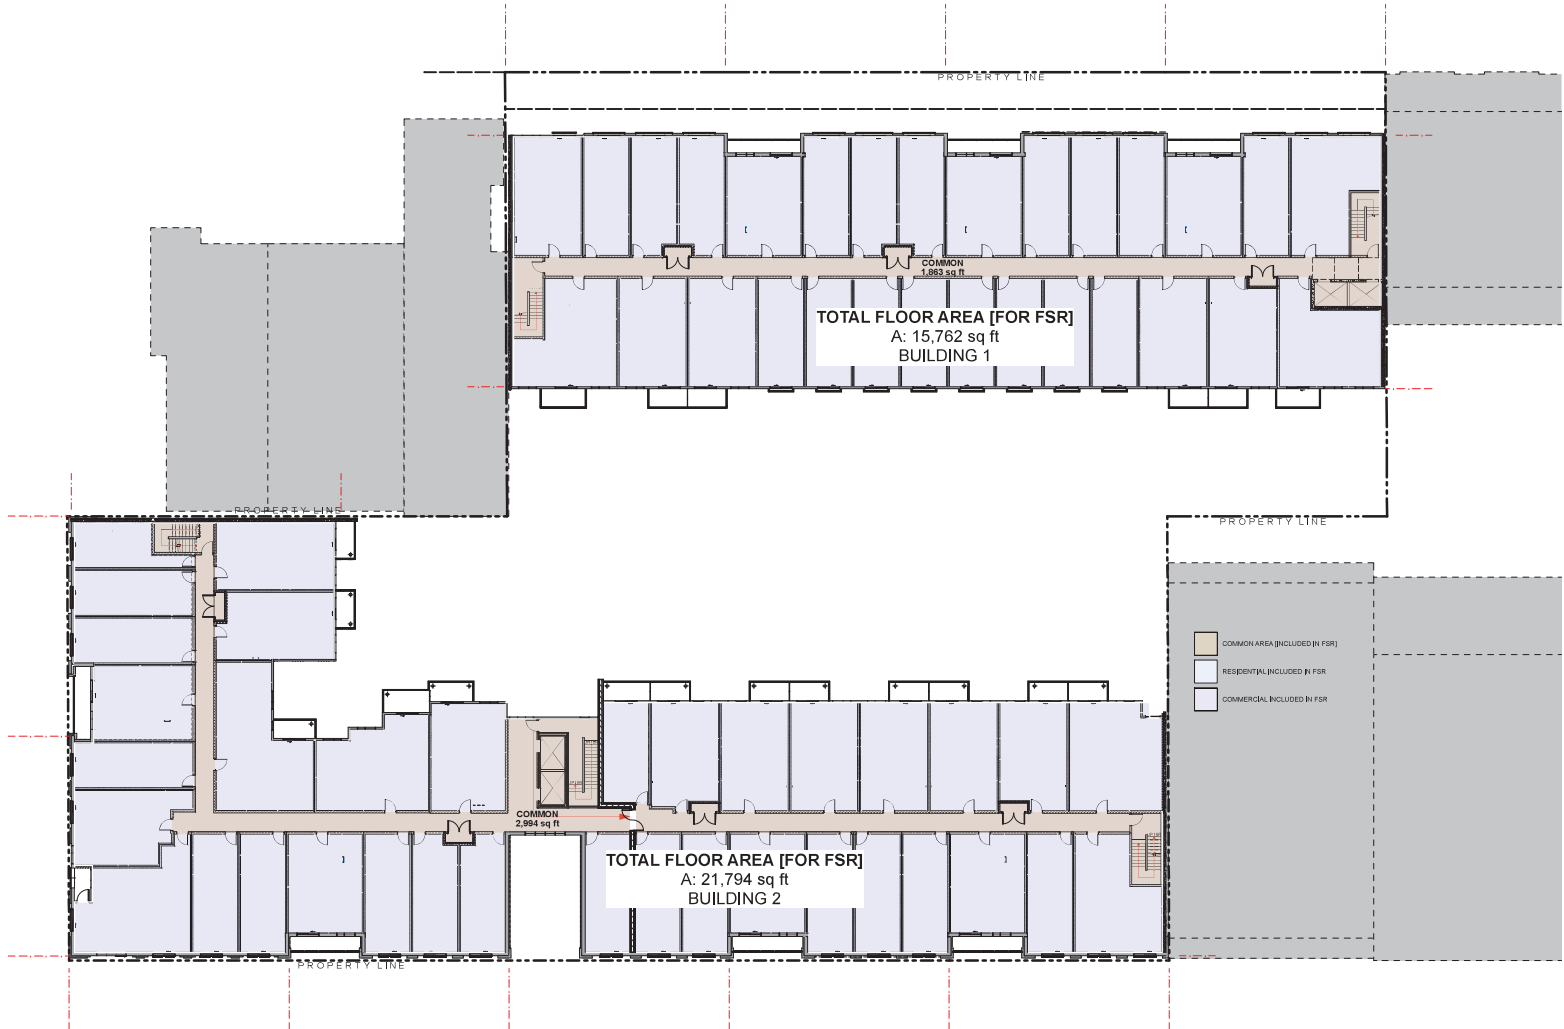 PROPERTY LINE
COMMON
1,863 sq ft
TOTAL FLOOR AREA [FOR FSR]
A: 15,762 sq ft
BUILDING 1
PROPERTY LINE
PROPERTY LINE
COMMON AREA [INCLUDED IN FSR]
RESIDENTIAL INCLUDED IN FSR
COMMERCIAL INCLUDED IN FSR
COMMON
2,994 sq ft
TOTAL FLOOR AREA [FOR FSR]
A: 21,794 sq ft
BUILDING 2
PROPERTY LINE